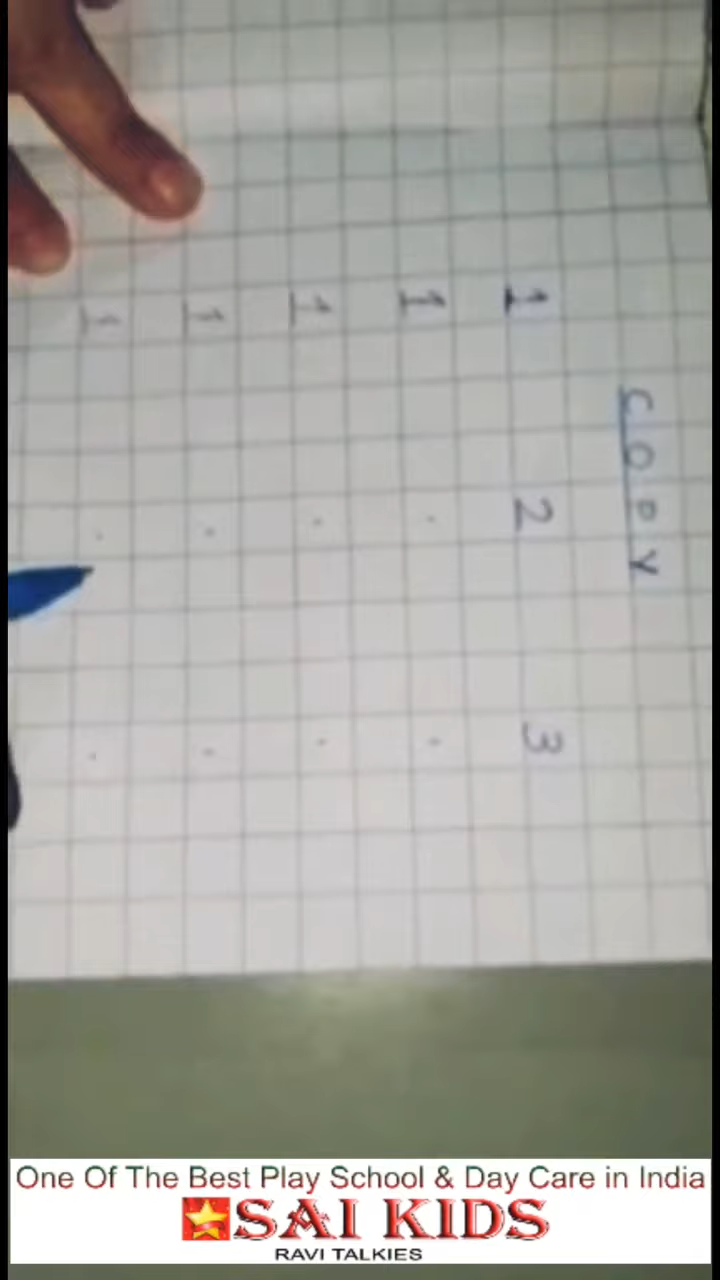 COPY
1 2 3
1 . .
1 . .
1 . .
1 . .
One Of The Best Play School & Day Care in India
SAI KIDS
RAVI TALKIES